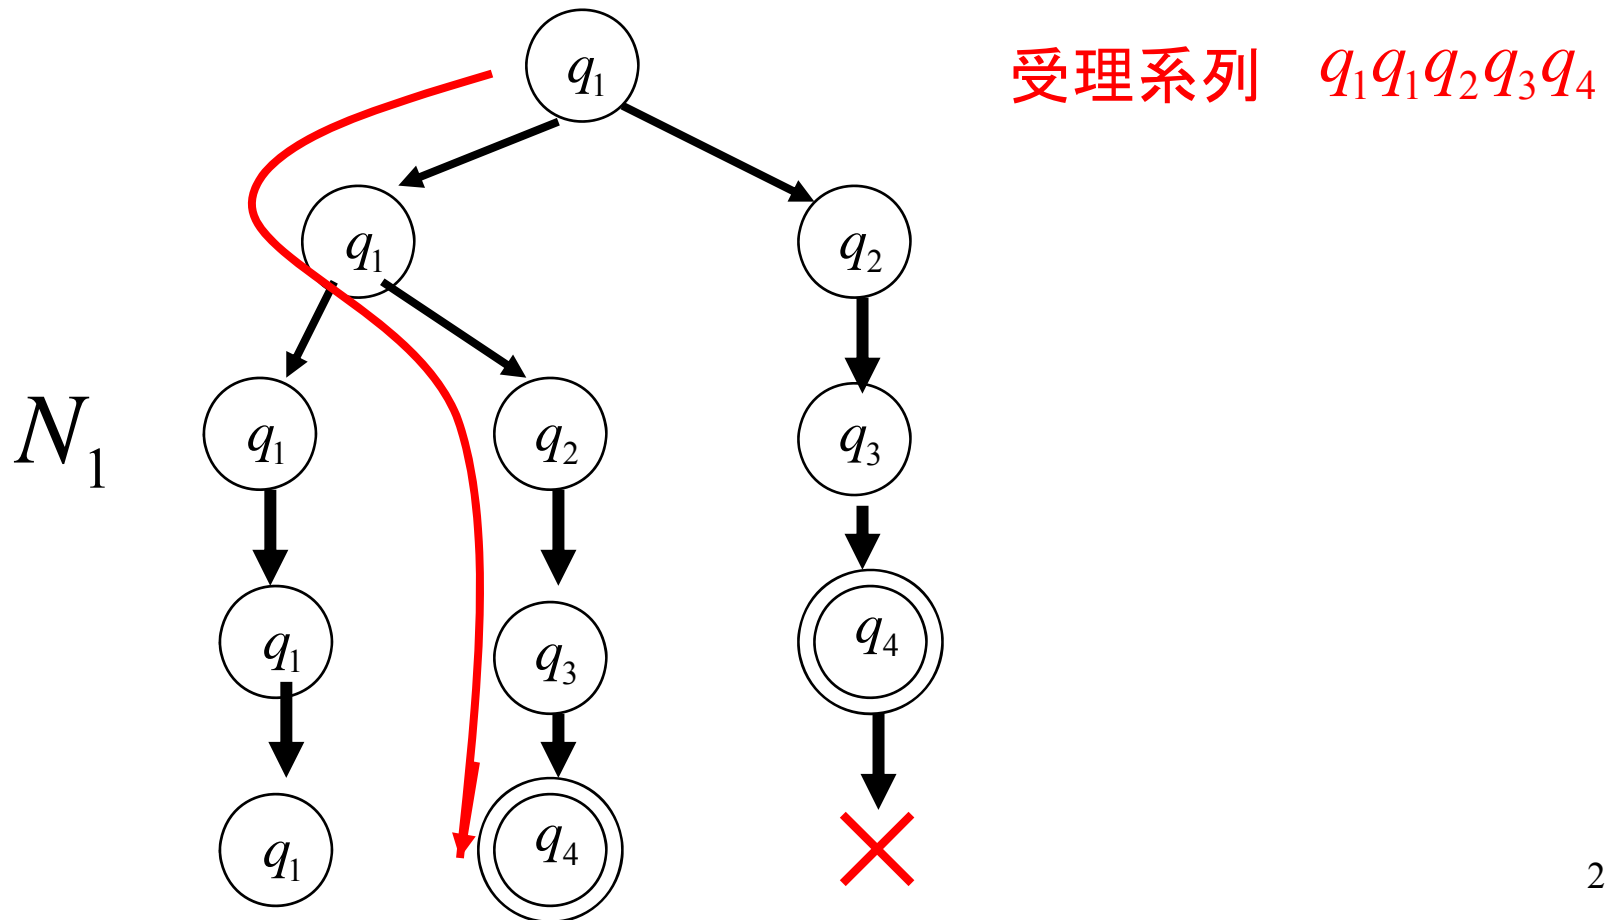 q₁ 受理系列 q₁q₁q₂q₃q₄
q₁ q₂
N₁ q₁ q₂ q₃
q₁ q₃ q₄
q₁ q₄
2